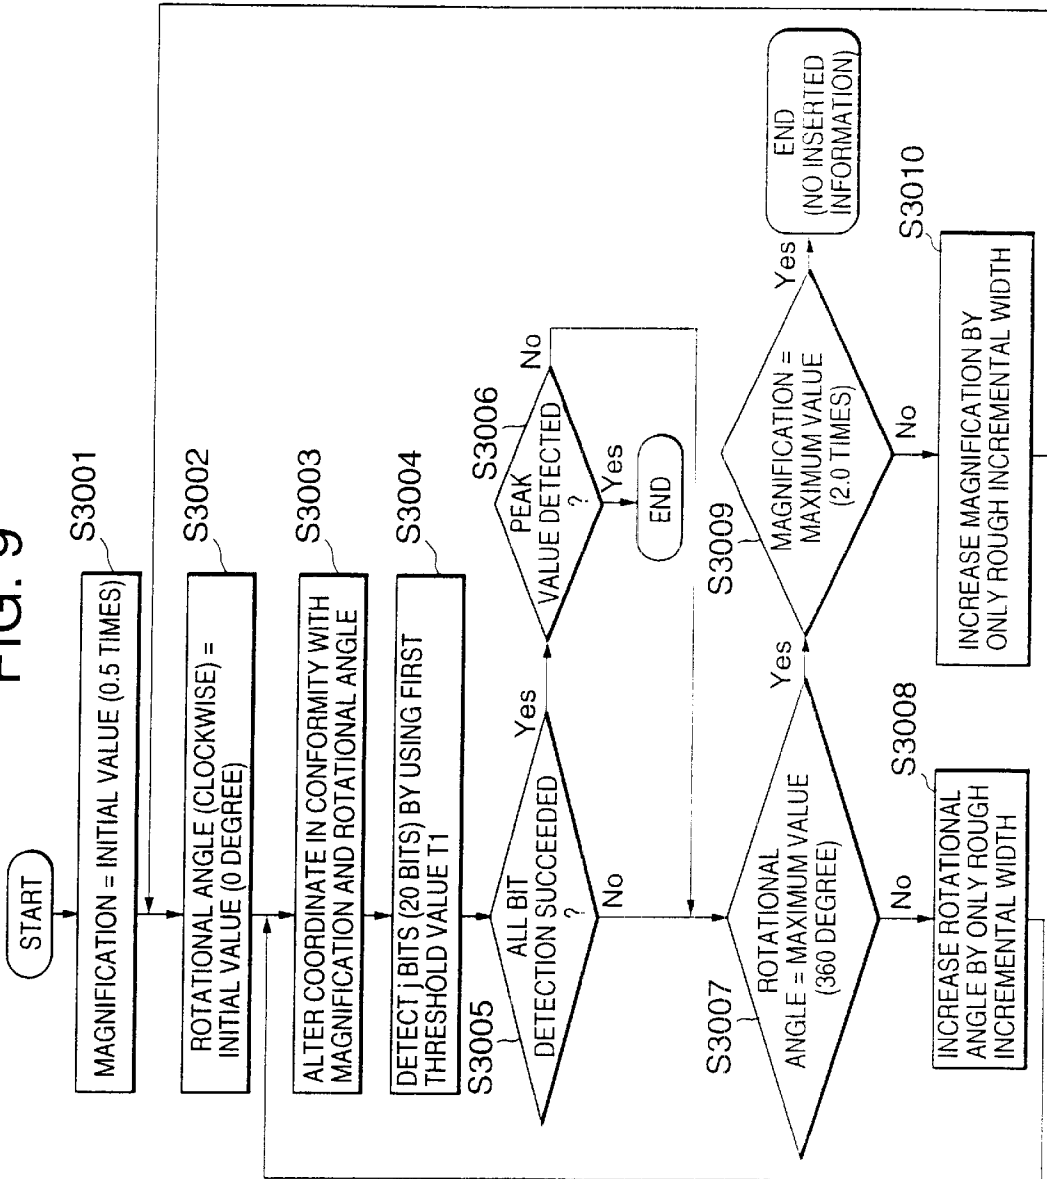 FIG. 9
START
S3001
MAGNIFICATION = INITIAL VALUE (0.5 TIMES)
S3002
ROTATIONAL ANGLE (CLOCKWISE) =
INITIAL VALUE (0 DEGREE)
S3003
ALTER COORDINATE IN CONFORMITY WITH
MAGNIFICATION AND ROTATIONAL ANGLE
S3004
DETECT j BITS (20 BITS) BY USING FIRST
THRESHOLD VALUE T1
S3005
ALL BIT
DETECTION SUCCEEDED
?
Yes
No
S3006
PEAK
VALUE DETECTED
?
No
Yes
END
S3007
ROTATIONAL
ANGLE = MAXIMUM VALUE
(360 DEGREE)
Yes
No
S3008
INCREASE ROTATIONAL
ANGLE BY ONLY ROUGH
INCREMENTAL WIDTH
S3009
MAGNIFICATION =
MAXIMUM VALUE
(2.0 TIMES)
Yes
No
END
(NO INSERTED
INFORMATION)
S3010
INCREASE MAGNIFICATION BY
ONLY ROUGH INCREMENTAL WIDTH